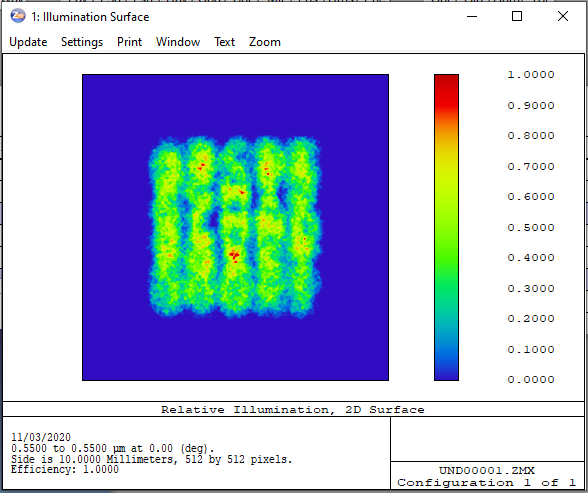 1: Illumination Surface
Update Settings Print Window Text Zoom
1.0000
0.9000
0.8000
0.7000
0.6000
0.5000
0.4000
0.3000
0.2000
0.1000
0.0000
Relative Illumination, 2D Surface
11/03/2020
0.5500 to 0.5500 µm at 0.00 (deg).
Side is 10.0000 Millimeters, 512 by 512 pixels.
Efficiency: 1.0000
UND00001.ZMX
Configuration 1 of 1